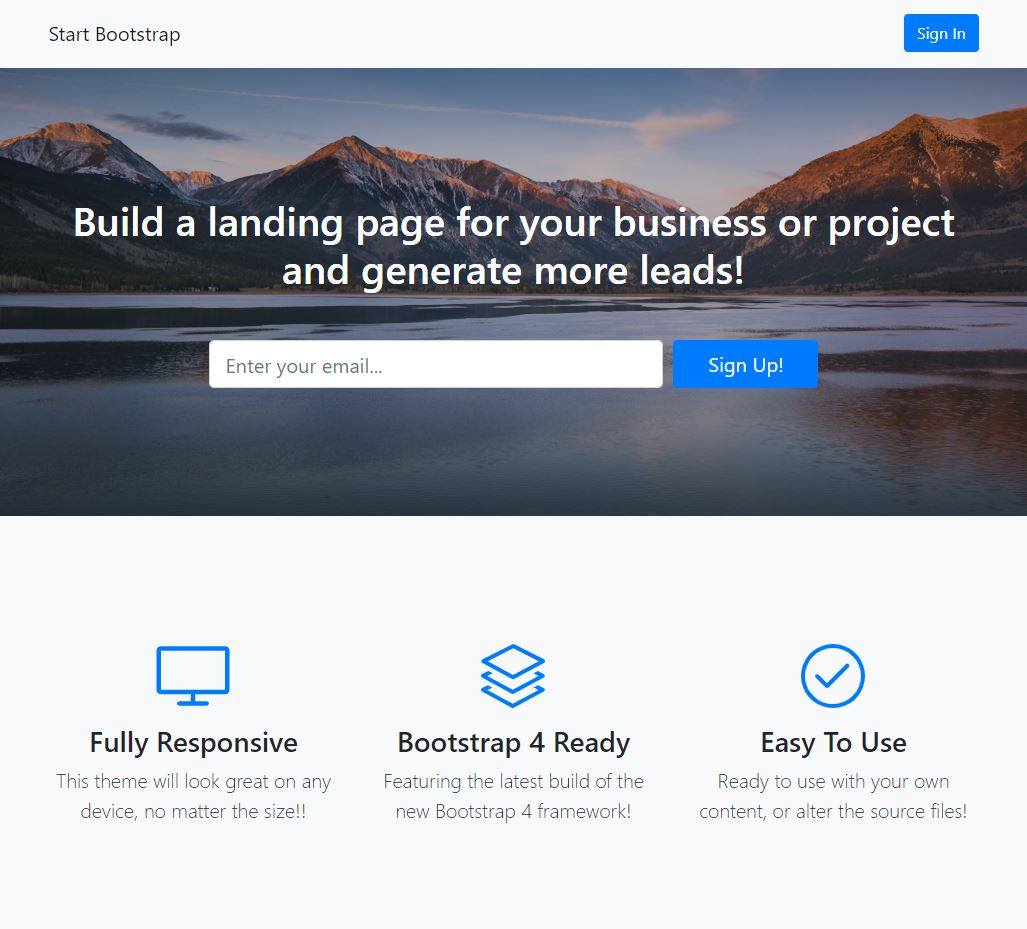 Start Bootstrap
Sign In
Build a landing page for your business or project
and generate more leads!
Enter your email...
Sign Up!
Fully Responsive
This theme will look great on any
device, no matter the size!!
Bootstrap 4 Ready
Featuring the latest build of the
new Bootstrap 4 framework!
Easy To Use
Ready to use with your own
content, or alter the source files!